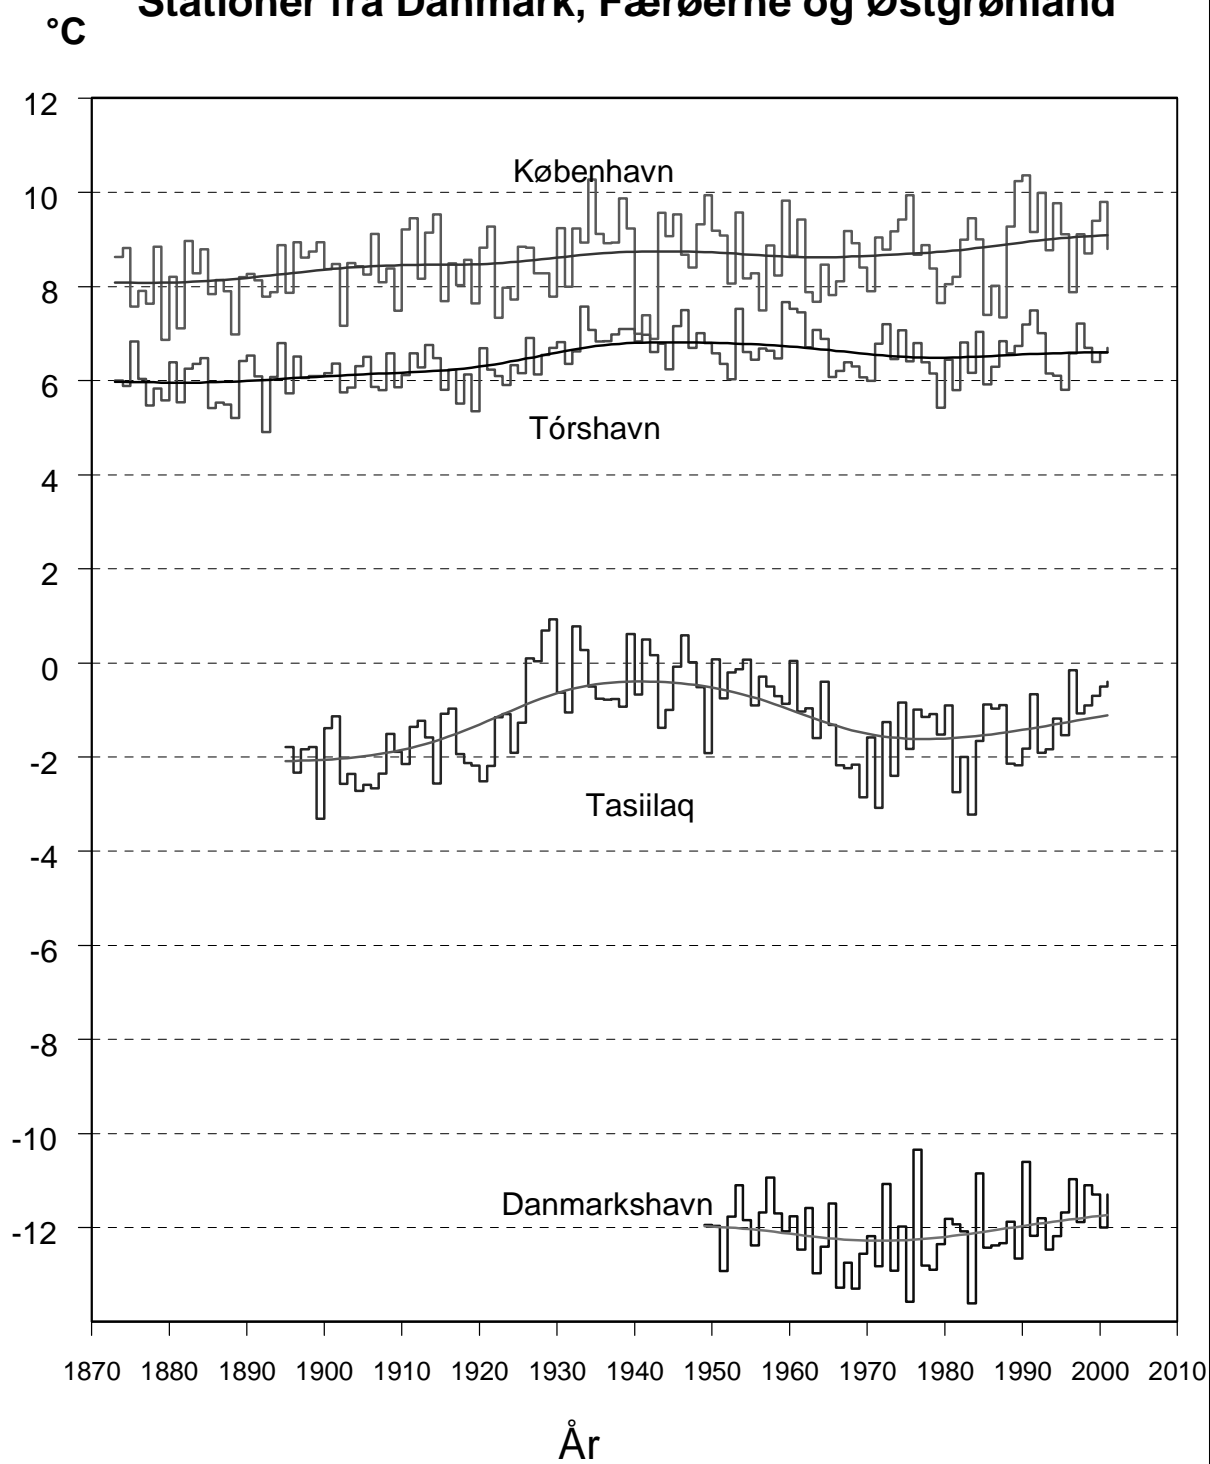 Stationer fra Danmark, Færøerne og Østgrønland
°C
12
København
10
8
6
Tórshavn
4
2
0
-2
Tasiilaq
-4
-6
-8
-10
Danmarkshavn
-12
1870 1880 1890 1900 1910 1920 1930 1940 1950 1960 1970 1980 1990 2000 2010
År